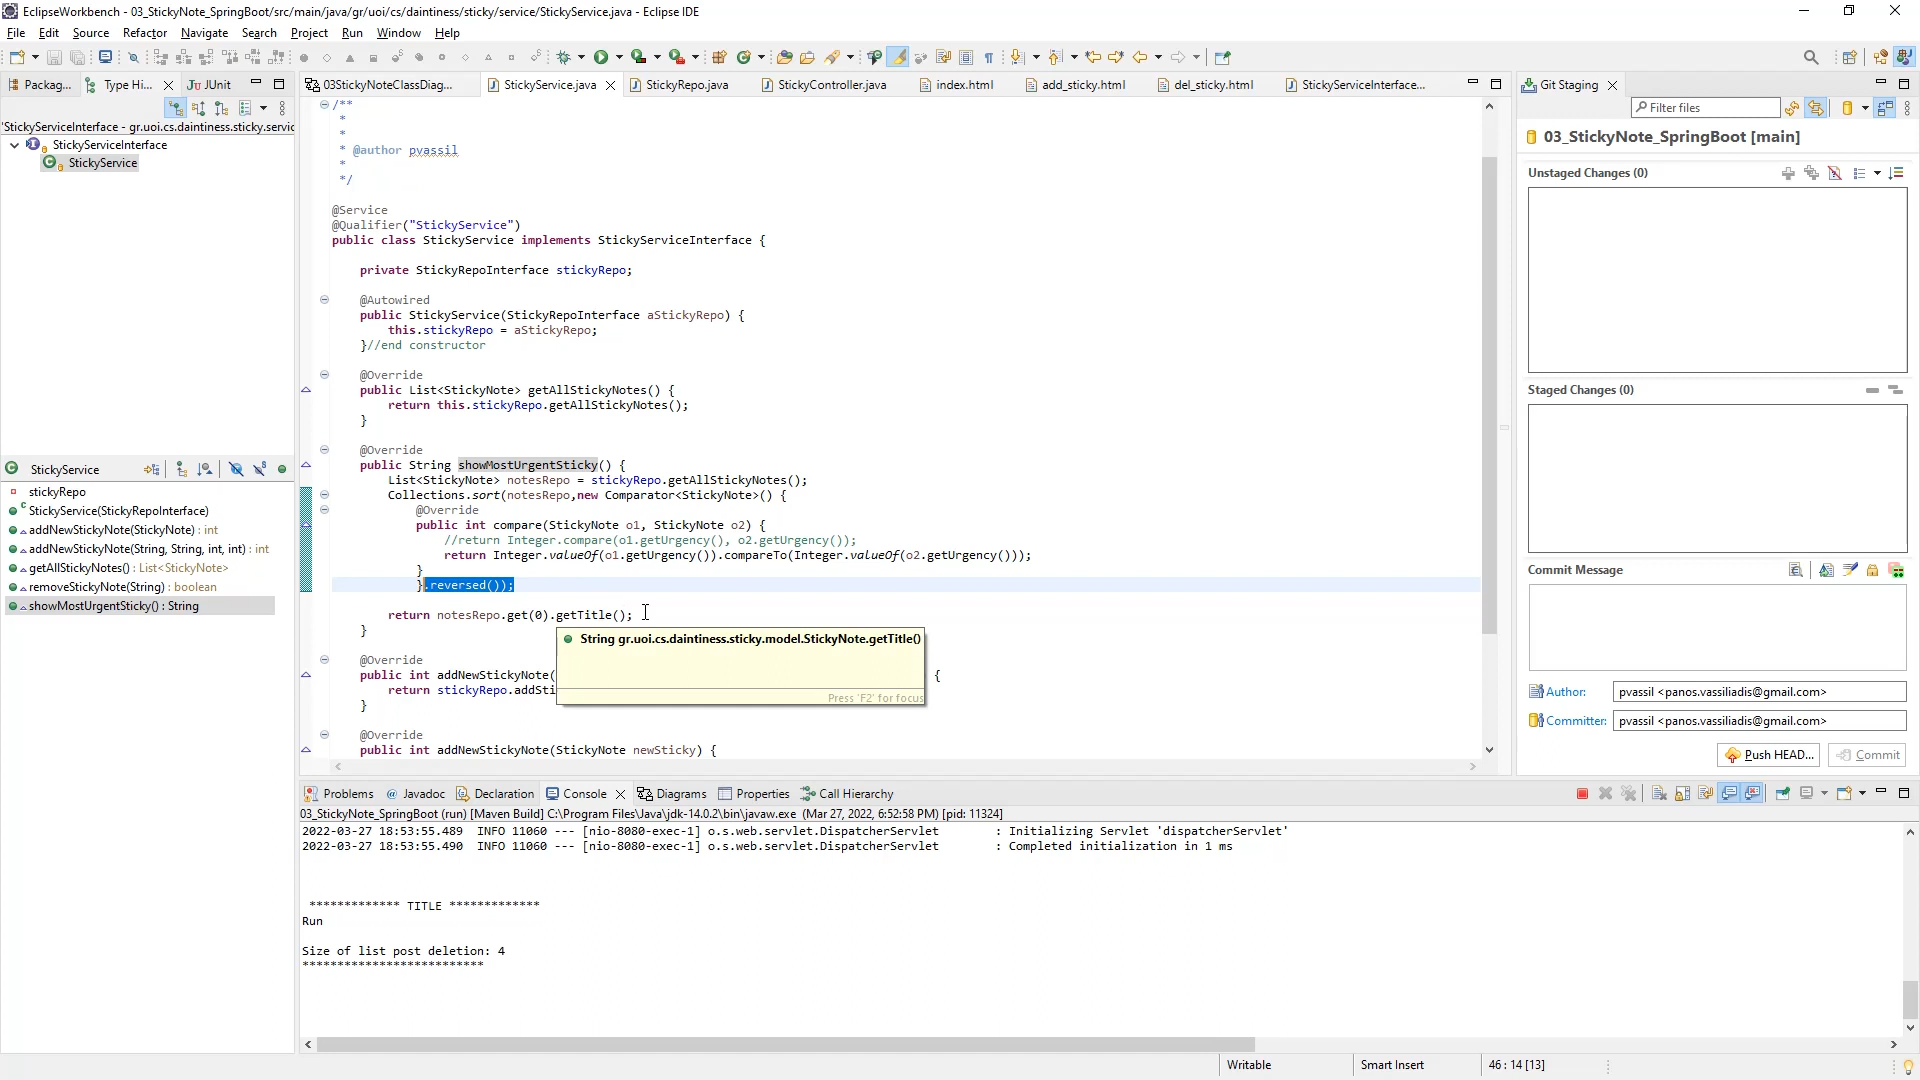 EclipseWorkbench - 03_StickyNote_SpringBoot/src/main/java/gr/uoi/cs/daintiness/sticky/service/StickyService.java - Eclipse IDE
File Edit Source Refactor Navigate Search Project Run Window Help
Packag... Type Hi... JUnit
'StickyServiceInterface - gr.uoi.cs.daintiness.sticky.servic
StickyServiceInterface
StickyService
StickyService
stickyRepo
StickyService(StickyRepoInterface)
addNewStickyNote(StickyNote) : int
addNewStickyNote(String, String, int, int) : int
getAllStickyNotes() : List<StickyNote>
removeStickyNote(String) : boolean
showMostUrgentSticky() : String
03StickyNoteClassDiag... StickyService.java StickyRepo.java StickyController.java index.html add_sticky.html del_sticky.html StickyServiceInterface...
/**
*
*
* @author pvassil
*
*/
@Service
@Qualifier("StickyService")
public class StickyService implements StickyServiceInterface {
private StickyRepoInterface stickyRepo;
@Autowired
public StickyService(StickyRepoInterface aStickyRepo) {
this.stickyRepo = aStickyRepo;
}//end constructor
@Override
public List<StickyNote> getAllStickyNotes() {
return this.stickyRepo.getAllStickyNotes();
}
@Override
public String showMostUrgentSticky() {
List<StickyNote> notesRepo = stickyRepo.getAllStickyNotes();
Collections.sort(notesRepo,new Comparator<StickyNote>() {
@Override
public int compare(StickyNote o1, StickyNote o2) {
//return Integer.compare(o1.getUrgency(), o2.getUrgency());
return Integer.valueOf(o1.getUrgency()).compareTo(Integer.valueOf(o2.getUrgency()));
}
}.reversed());
return notesRepo.get(0).getTitle();
}
String gr.uoi.cs.daintiness.sticky.model.StickyNote.getTitle()
Press 'F2' for focus
@Override
public int addNewStickyNote( {
return stickyRepo.addSti
}
@Override
public int addNewStickyNote(StickyNote newSticky) {
Git Staging
Filter files
03_StickyNote_SpringBoot [main]
Unstaged Changes (0)
Staged Changes (0)
Commit Message
Author: pvassil <panos.vassiliadis@gmail.com>
Committer: pvassil <panos.vassiliadis@gmail.com>
Push HEAD... Commit
Problems Javadoc Declaration Console Diagrams Properties Call Hierarchy
03_StickyNote_SpringBoot (run) [Maven Build] C:\Program Files\Java\jdk-14.0.2\bin\javaw.exe (Mar 27, 2022, 6:52:58 PM) [pid: 11324]
2022-03-27 18:53:55.489 INFO 11060 --- [nio-8080-exec-1] o.s.web.servlet.DispatcherServlet : Initializing Servlet 'dispatcherServlet'
2022-03-27 18:53:55.490 INFO 11060 --- [nio-8080-exec-1] o.s.web.servlet.DispatcherServlet : Completed initialization in 1 ms
************* TITLE *************
Run
Size of list post deletion: 4
**************************
Writable Smart Insert 46 : 14 [13]